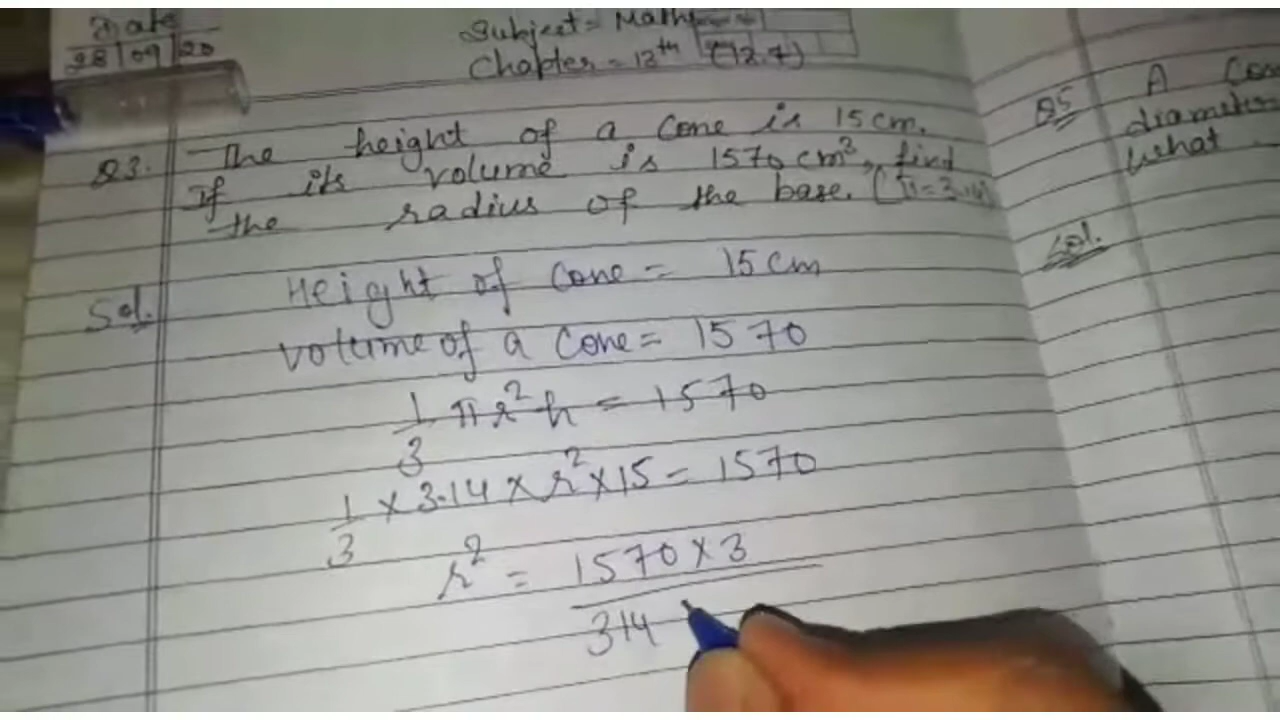 Date
28/09/20
Subject = Maths
Chapter = 13th (13.7)
Q3. The height of a cone is 15 cm.
If its volume is 1570 cm³, find
the radius of the base. (π = 3.14)
Sol. Height of cone = 15 cm
Volume of a cone = 1570
1/3 πr²h = 1570
1/3 × 3.14 × r² × 15 = 1570
r² = 1570 × 3
314
Q5 A
diameter
what
Sol.